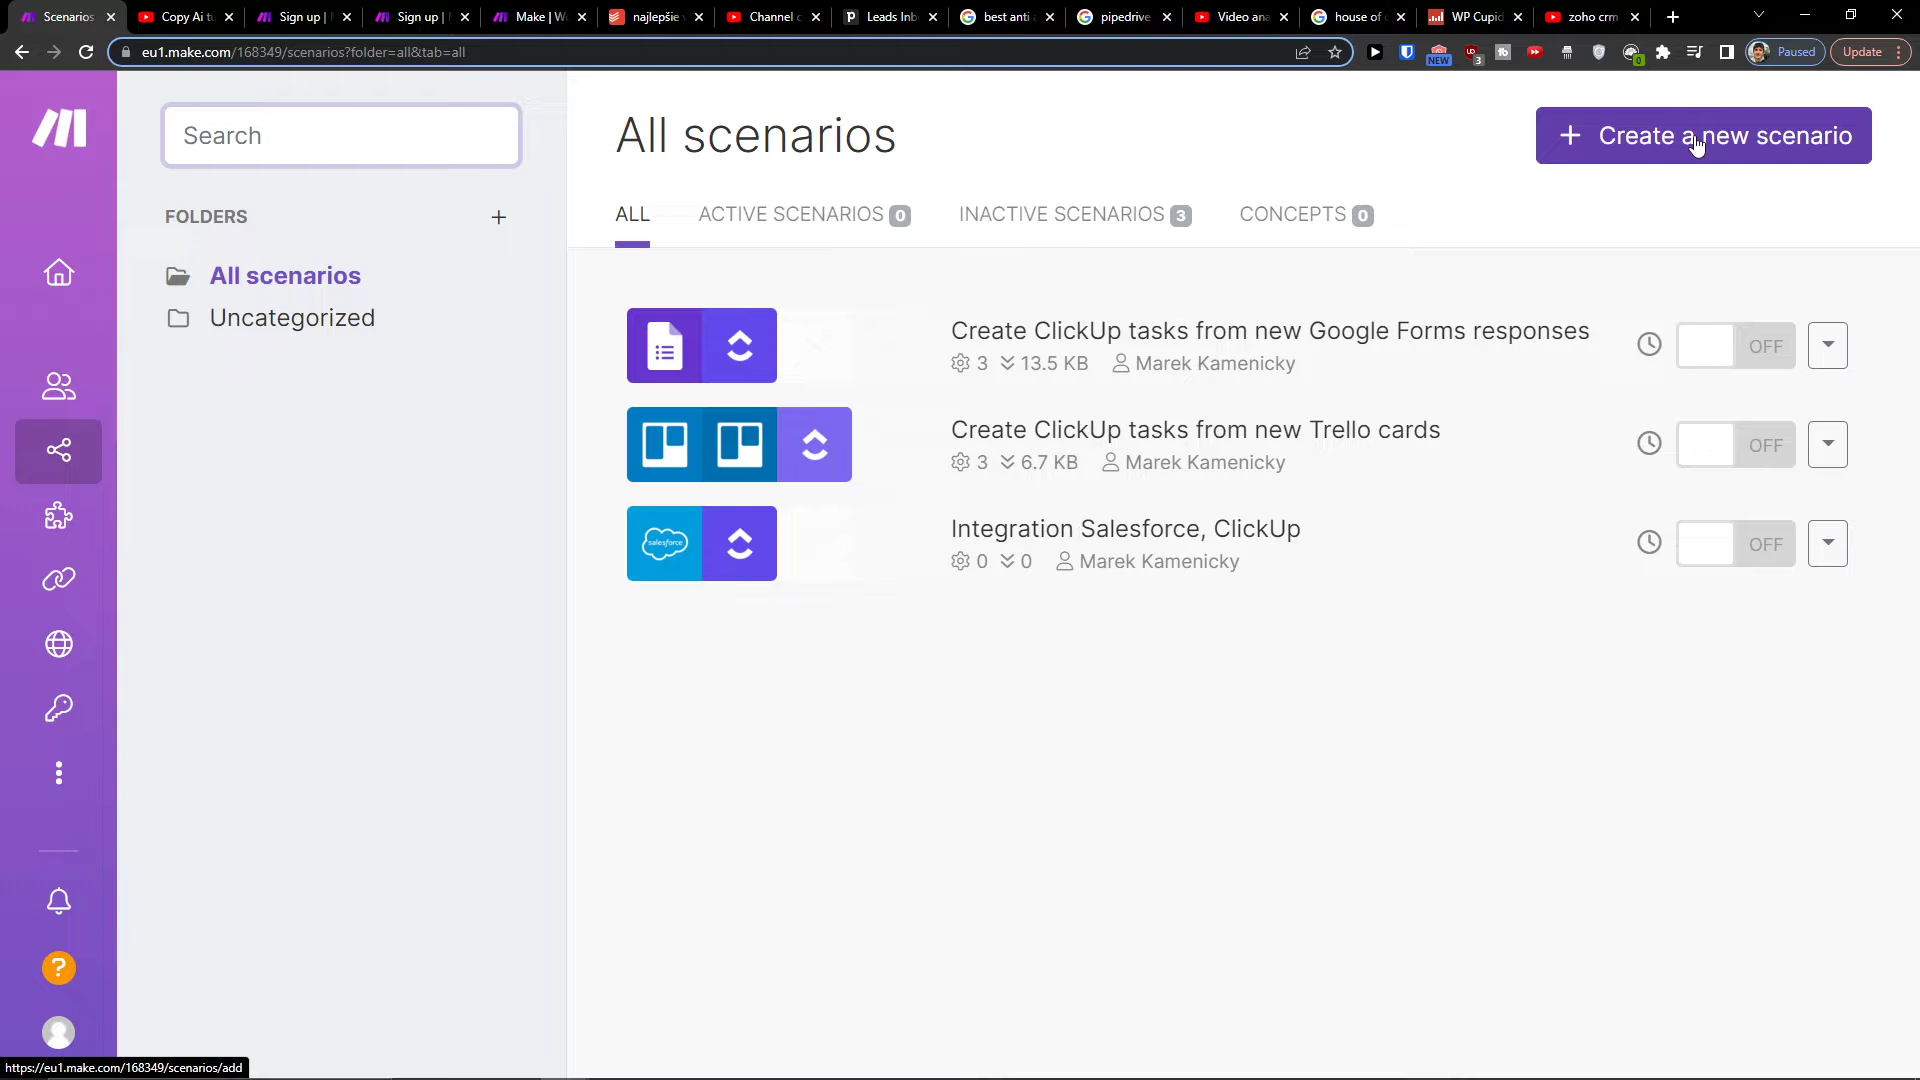 Scenarios
Copy Ai tu
Sign up |
Sign up |
Make | Wo
najlepšie
Channel c
Leads Inb
best anti
pipedrive
Video ana
house of
WP Cupid
zoho crm
eu1.make.com/168349/scenarios?folder=all&tab=all
NEW
3
0
Paused
Update
Search
FOLDERS
All scenarios
Uncategorized
All scenarios
+ Create a new scenario
ALL
ACTIVE SCENARIOS 0
INACTIVE SCENARIOS 3
CONCEPTS 0
Create ClickUp tasks from new Google Forms responses
3 13.5 KB Marek Kamenicky
OFF
Create ClickUp tasks from new Trello cards
3 6.7 KB Marek Kamenicky
OFF
salesforce
Integration Salesforce, ClickUp
0 0 Marek Kamenicky
OFF
?
https://eu1.make.com/168349/scenarios/add